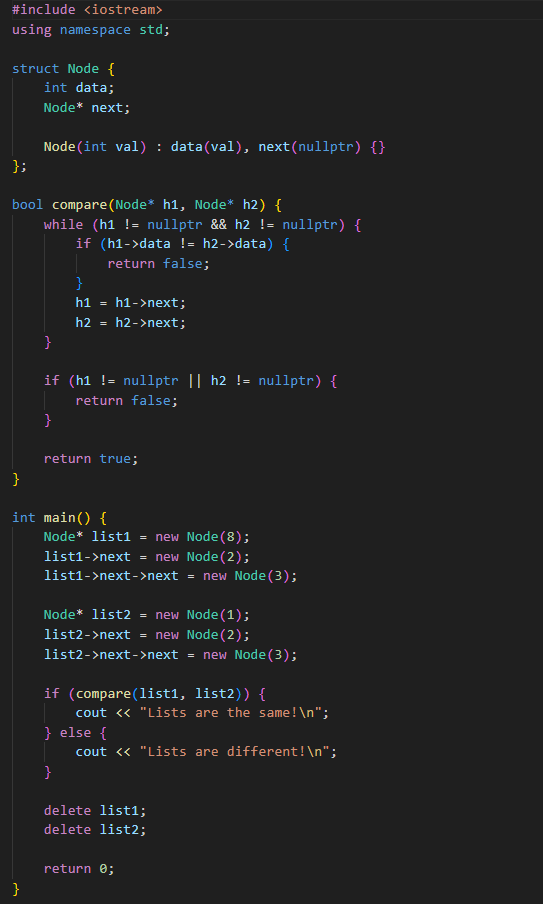 #include <iostream>
using namespace std;

struct Node {
    int data;
    Node* next;

    Node(int val) : data(val), next(nullptr) {}
};

bool compare(Node* h1, Node* h2) {
    while (h1 != nullptr && h2 != nullptr) {
        if (h1->data != h2->data) {
            return false;
        }
        h1 = h1->next;
        h2 = h2->next;
    }

    if (h1 != nullptr || h2 != nullptr) {
        return false;
    }

    return true;
}

int main() {
    Node* list1 = new Node(8);
    list1->next = new Node(2);
    list1->next->next = new Node(3);

    Node* list2 = new Node(1);
    list2->next = new Node(2);
    list2->next->next = new Node(3);

    if (compare(list1, list2)) {
        cout << "Lists are the same!\n";
    } else {
        cout << "Lists are different!\n";
    }

    delete list1;
    delete list2;

    return 0;
}